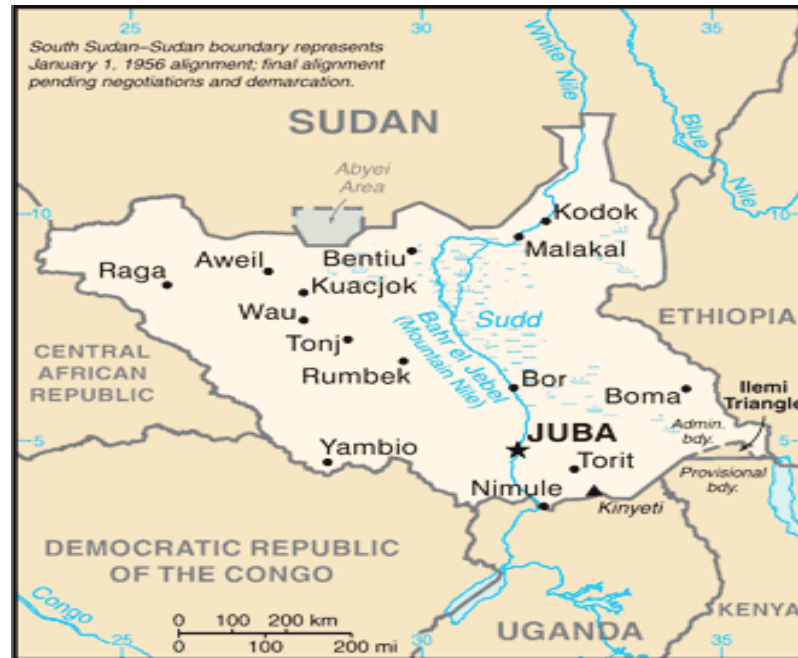 25
30
35
South Sudan–Sudan boundary represents
January 1, 1956 alignment; final alignment
pending negotiations and demarcation.
White Nile
SUDAN
Blue
Nile
Abyei
Area
10
10
Kodok
Malakal
Bentiu
Aweil
Raga
Kuacjok
Wau
Sudd
ETHIOPIA
Tonj
Bahr el Jebel
(Mountain Nile)
CENTRAL
AFRICAN
REPUBLIC
Rumbek
Bor
Boma
Ilemi
Triangle
Admin.
bdy.
JUBA
5
5
Yambio
Torit
Provisional
bdy.
Nimule
Kinyeti
DEMOCRATIC REPUBLIC
OF THE CONGO
Congo
0 100 200 km
0 100 200 mi
UGANDA
KENYA
25
30
35